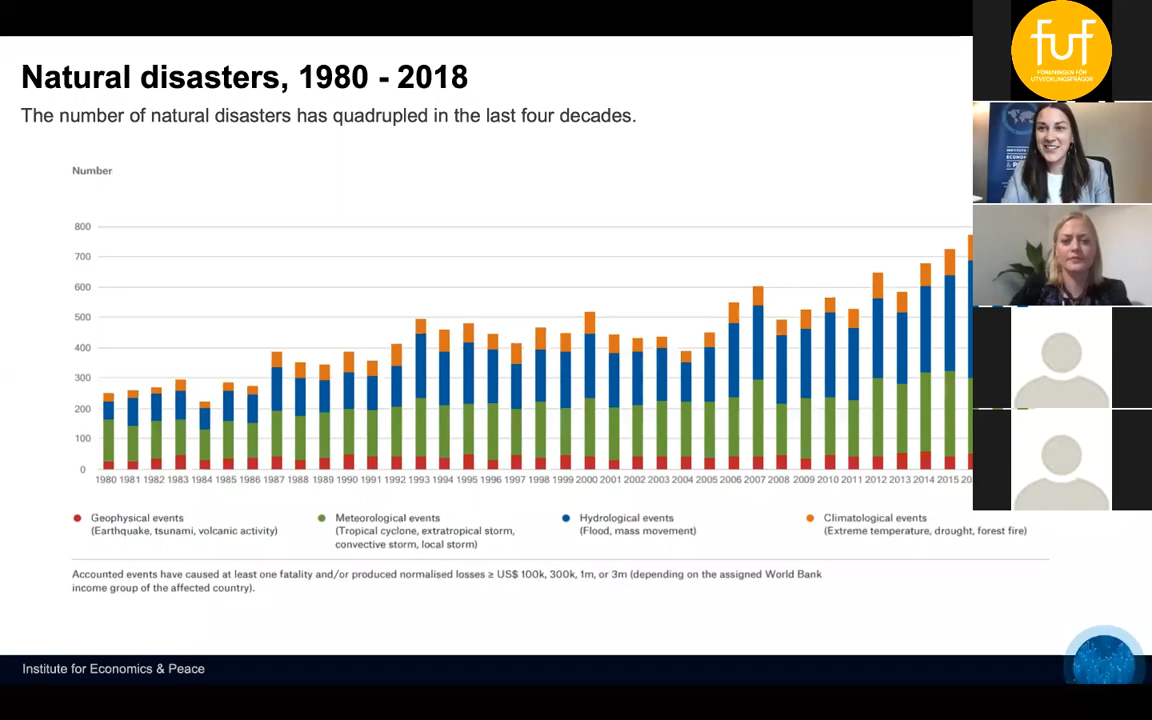 Natural disasters, 1980 - 2018
The number of natural disasters has quadrupled in the last four decades.
fuf
FÖRENINGEN FÖR
UTVECKLINGSFRÅGOR
INSTITUTE
ECONO
Number
800
700
600
500
400
300
200
100
0
1980 1981 1982 1983 1984 1985 1986 1987 1988 1989 1990 1991 1992 1993 1994 1995 1996 1997 1998 1999 2000 2001 2002 2003 2004 2005 2006 2007 2008 2009 2010 2011 2012 2013 2014 2015 20
Geophysical events
(Earthquake, tsunami, volcanic activity)
Meteorological events
(Tropical cyclone, extratropical storm,
convective storm, local storm)
Hydrological events
(Flood, mass movement)
Climatological events
(Extreme temperature, drought, forest fire)
Accounted events have caused at least one fatality and/or produced normalised losses ≥ US$ 100k, 300k, 1m, or 3m (depending on the assigned World Bank
income group of the affected country).
Institute for Economics & Peace